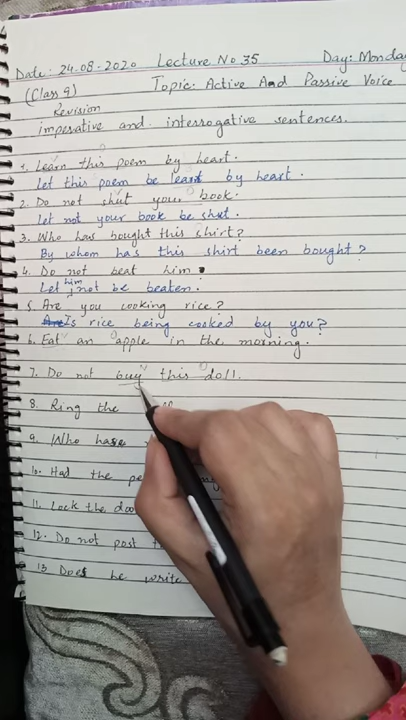 Date: 24.08.2020 Lecture No 35 Day: Monday
(Class 9) Topic: Active And Passive Voice
Revision
imperative and interrogative sentences.
1. Learn this poem by heart.
Let this poem be learnt by heart.
2. Do not shut your book.
Let not your book be shut.
3. Who has bought this shirt?
By whom has this shirt been bought?
4. Do not beat him.
Let him not be beaten.
5. Are you cooking rice?
Is rice being cooked by you?
6. Eat an apple in the morning.
7. Do not buy this doll.
8. Ring the
9. Who has
10. Had the
11. Lock the
12. Do not post
13 Does he write